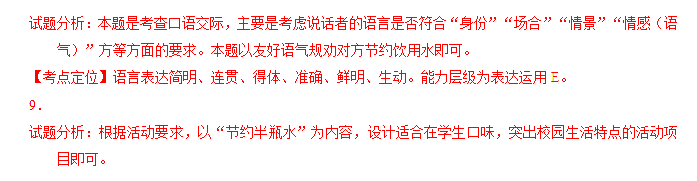 试题分析：本题是考查口语交际，主要是考虑说话者的语言是否符合“身份”“场合”“情景”“情感（语
气）”方等方面的要求。本题以友好语气规劝对方节约饮用水即可。
【考点定位】语言表达简明、连贯、得体、准确、鲜明、生动。能力层级为表达运用 E。
9.
试题分析：根据活动要求，以“节约半瓶水”为内容，设计适合在学生口味，突出校园生活特点的活动项
目即可。